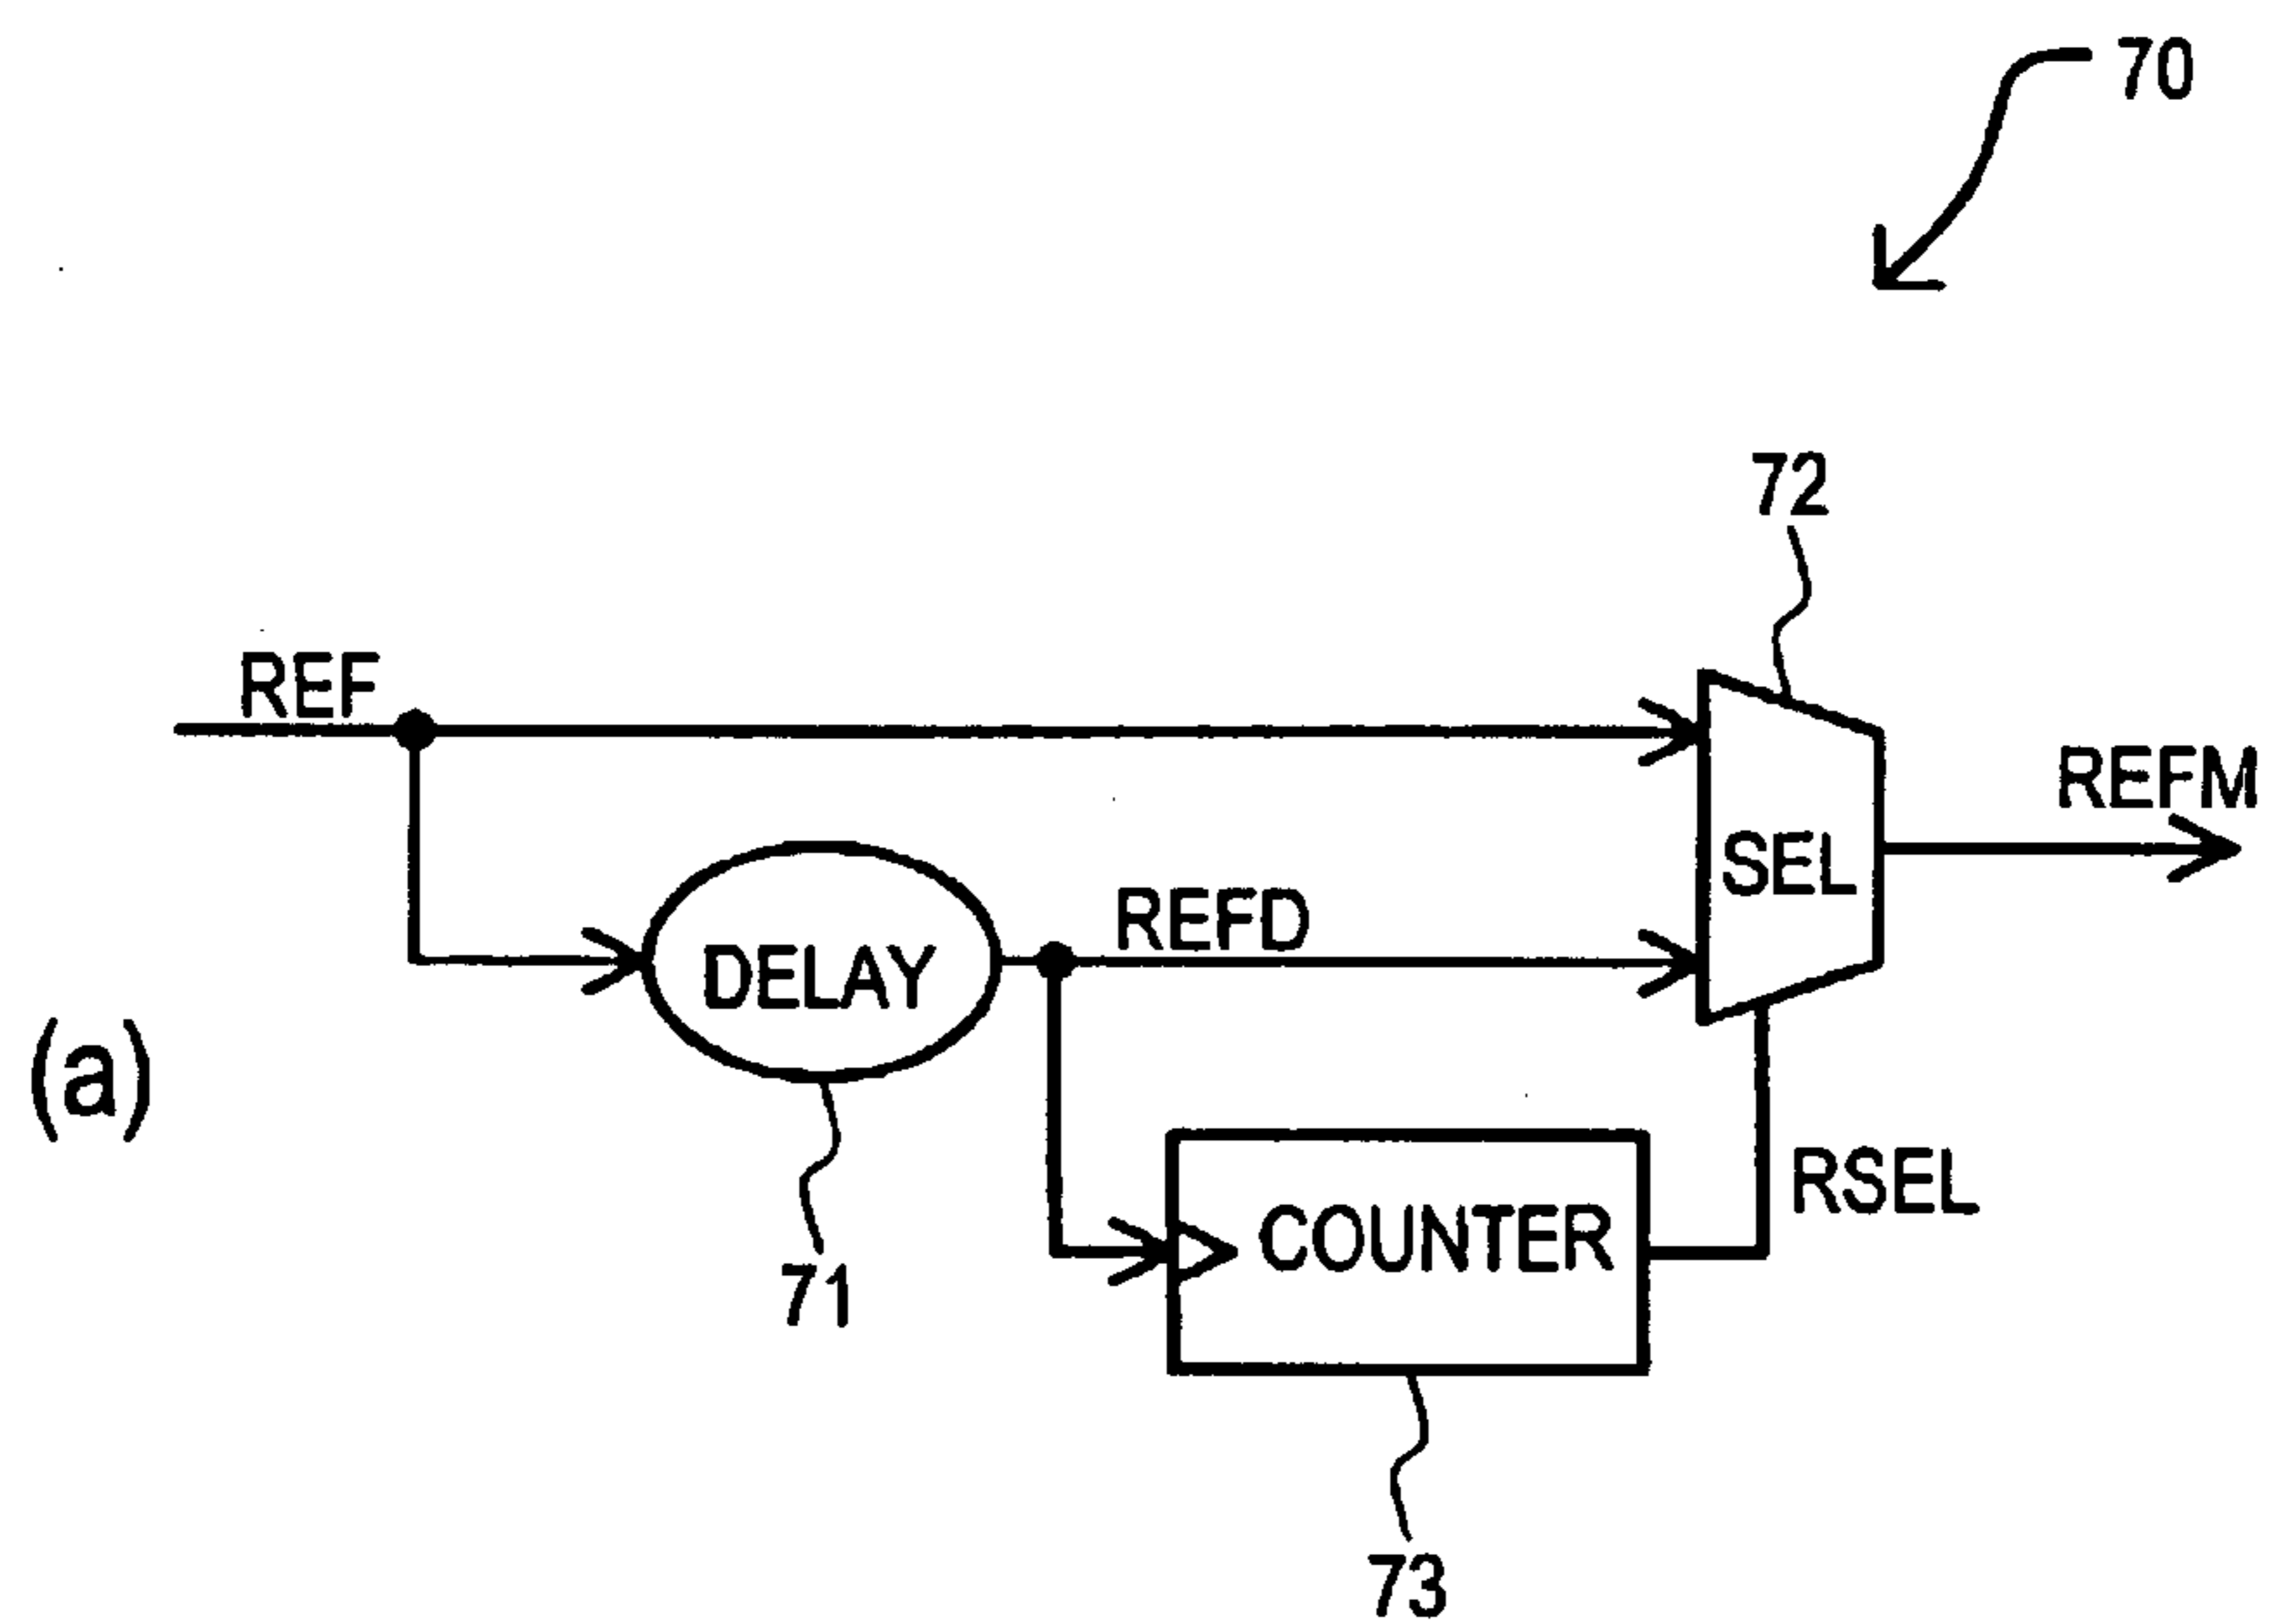 70
72
REF
REFM
SEL
REFD
DELAY
(a)
RSEL
COUNTER
71
73